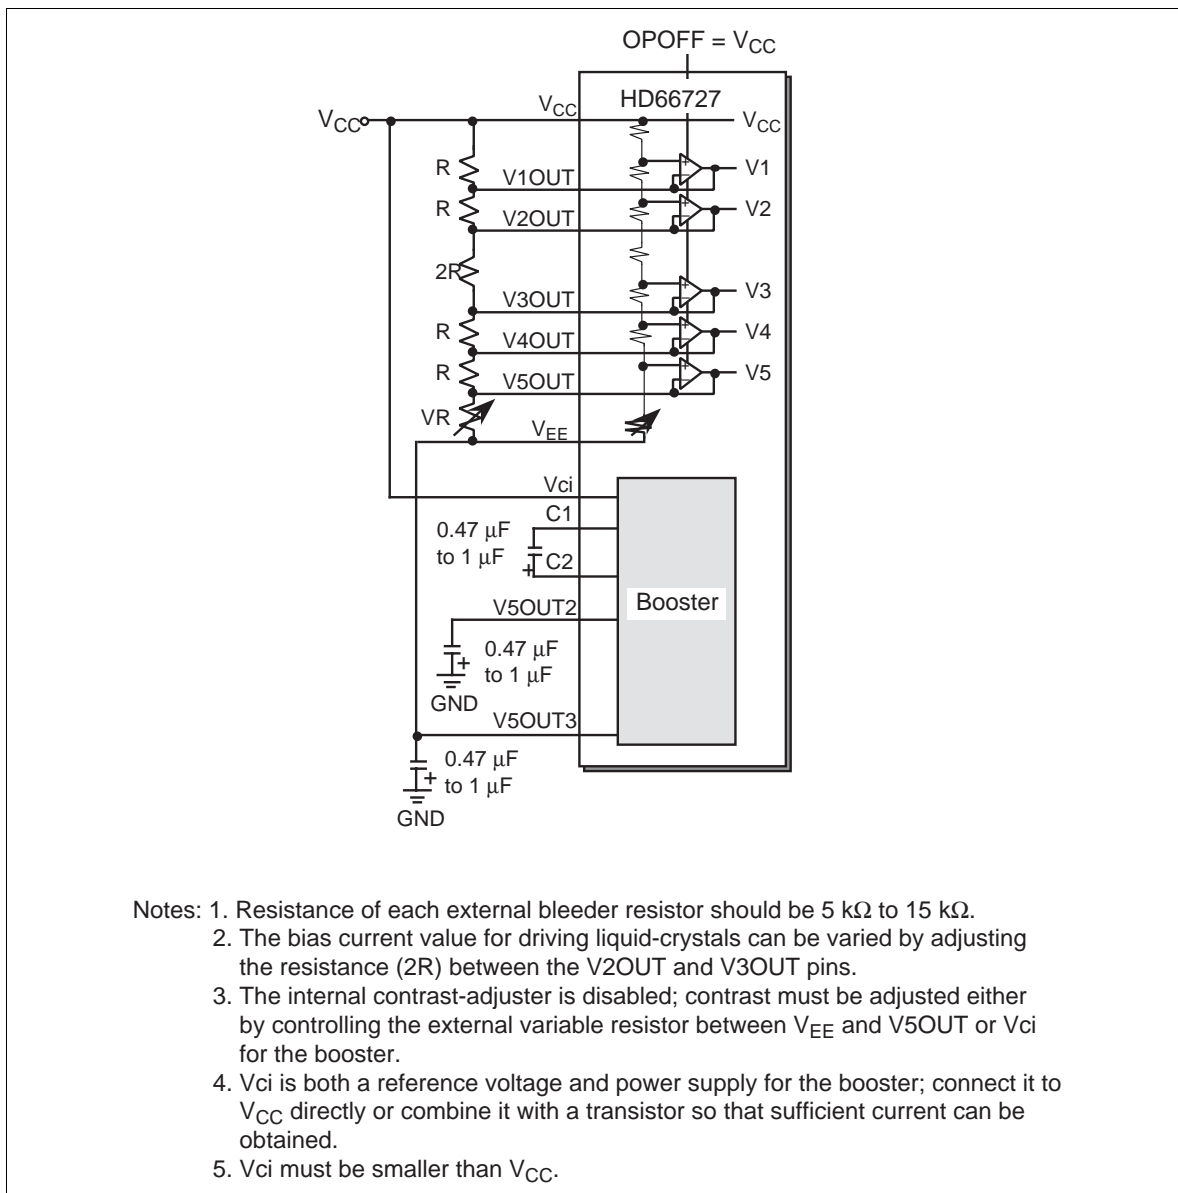 OPOFF = VCC
HD66727
VCC
VCC
VCC
R
V1OUT
V1
R
V2OUT
V2
2R
V3OUT
V3
R
V4OUT
V4
R
V5OUT
V5
VR
VEE
Vci
C1
0.47 μF
to 1 μF
C2
+
Booster
V5OUT2
0.47 μF
to 1 μF
+
GND
V5OUT3
0.47 μF
to 1 μF
+
GND
Notes: 1. Resistance of each external bleeder resistor should be 5 kΩ to 15 kΩ.
2. The bias current value for driving liquid-crystals can be varied by adjusting
the resistance (2R) between the V2OUT and V3OUT pins.
3. The internal contrast-adjuster is disabled; contrast must be adjusted either
by controlling the external variable resistor between VEE and V5OUT or Vci
for the booster.
4. Vci is both a reference voltage and power supply for the booster; connect it to
VCC directly or combine it with a transistor so that sufficient current can be
obtained.
5. Vci must be smaller than VCC.